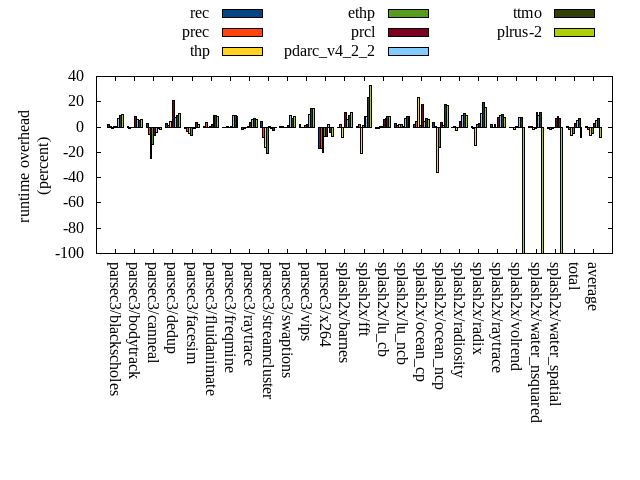 rec ethp ttmo
prec prcl plrus-2
thp pdarc_v4_2_2
runtime overhead
(percent)
40
20
0
-20
-40
-60
-80
-100
parsec3/blackscholes
parsec3/bodytrack
parsec3/canneal
parsec3/dedup
parsec3/facesim
parsec3/fluidanimate
parsec3/freqmine
parsec3/raytrace
parsec3/streamcluster
parsec3/swaptions
parsec3/vips
parsec3/x264
splash2x/barnes
splash2x/fft
splash2x/lu_cb
splash2x/lu_ncb
splash2x/ocean_cp
splash2x/ocean_ncp
splash2x/radiosity
splash2x/radix
splash2x/raytrace
splash2x/volrend
splash2x/water_nsquared
splash2x/water_spatial
total
average